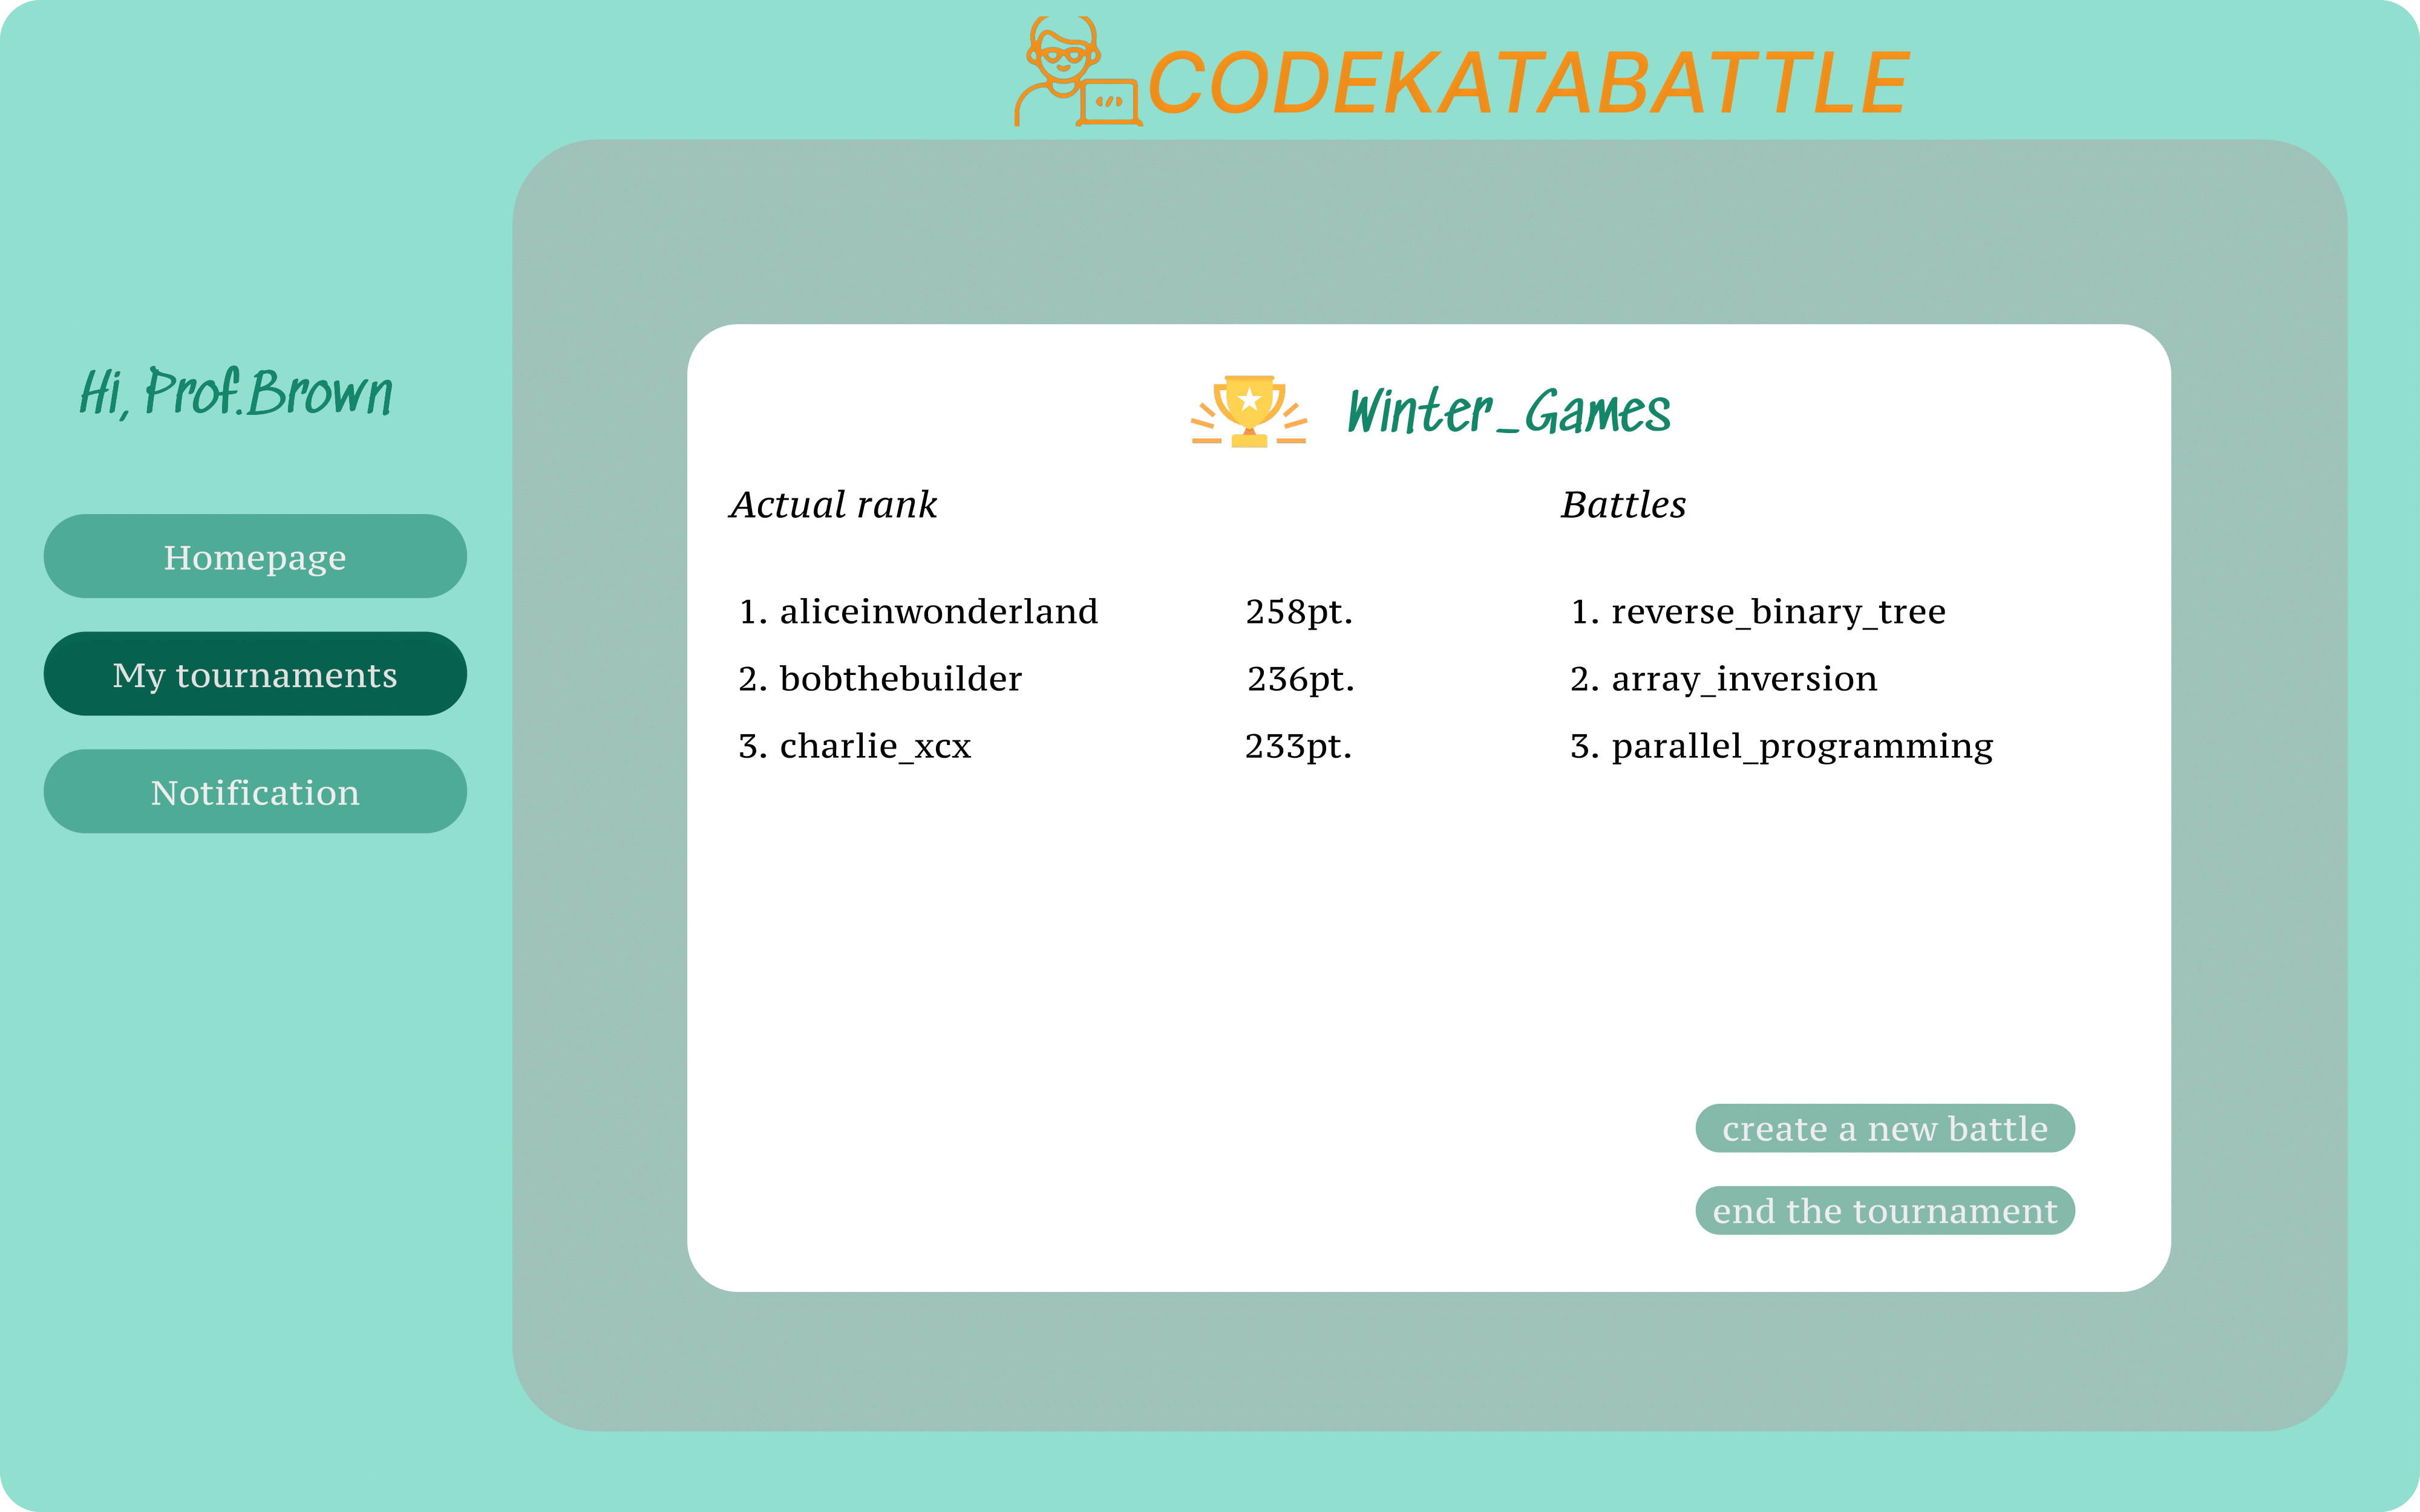 CODEKATABATTLE
Hi, Prof.Brown
Homepage
My tournaments
Notification
Winter_Games
Actual rank
1. aliceinwonderland 258pt.
2. bobthebuilder 236pt.
3. charlie_xcx 233pt.
Battles
1. reverse_binary_tree
2. array_inversion
3. parallel_programming
create a new battle
end the tournament